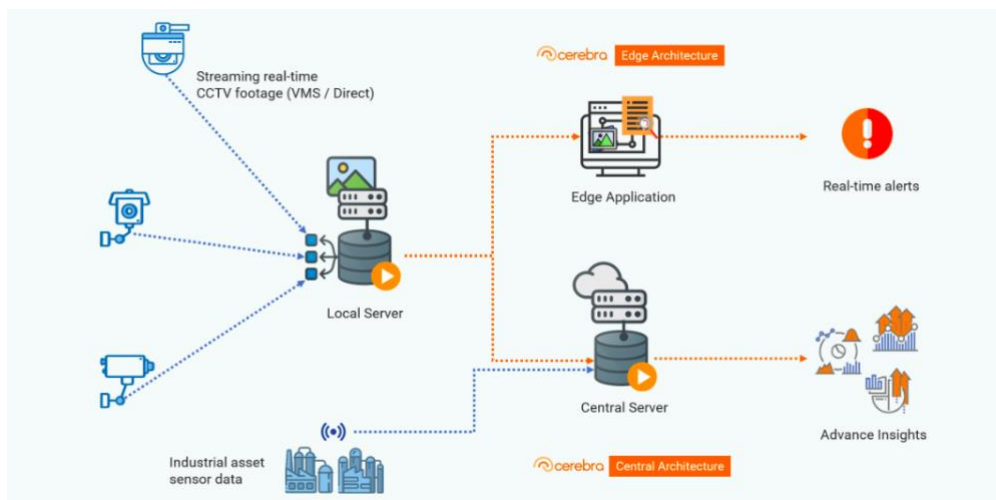 cerebra Edge Architecture
Streaming real-time
CCTV footage (VMS / Direct)
Edge Application
Real-time alerts
Local Server
Central Server
Advance Insights
Industrial asset
sensor data
cerebra Central Architecture